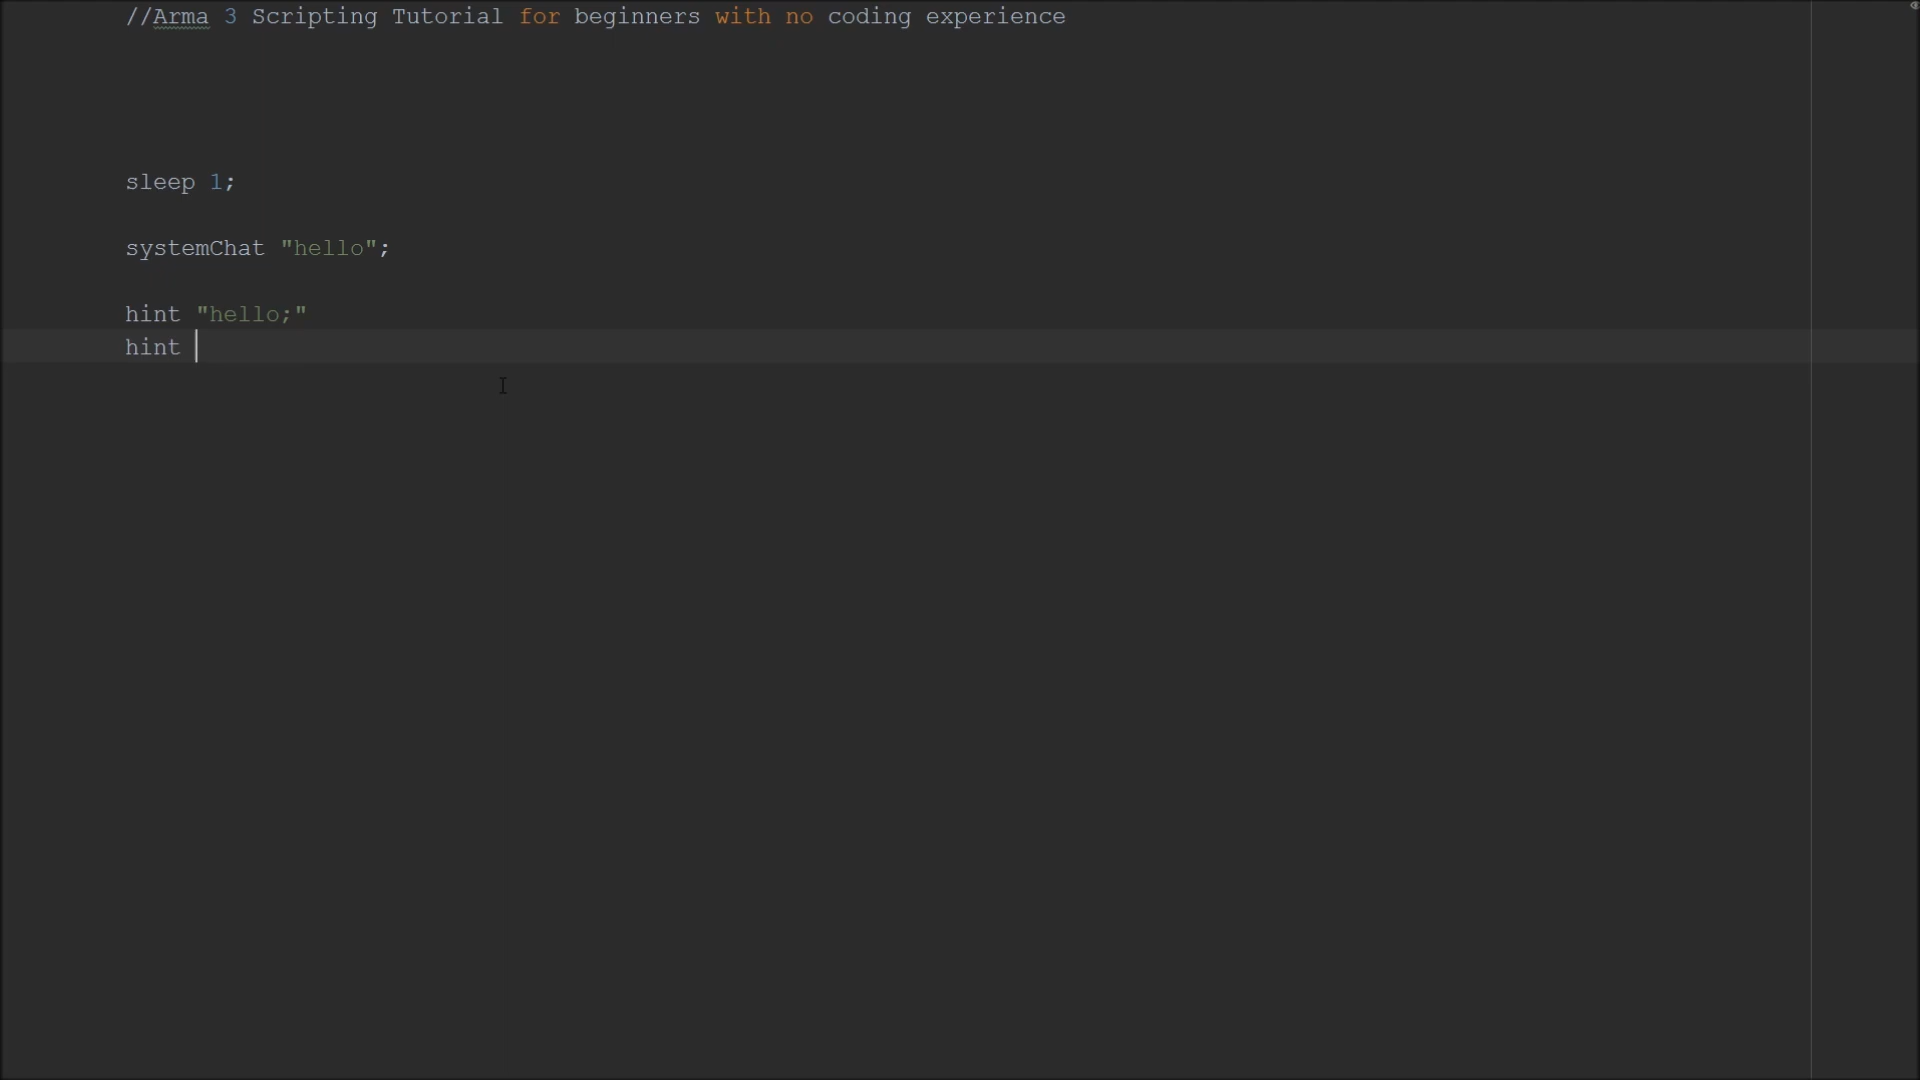 //Arma 3 Scripting Tutorial for beginners with no coding experience
sleep 1;
systemChat "hello";
hint "hello;"
hint